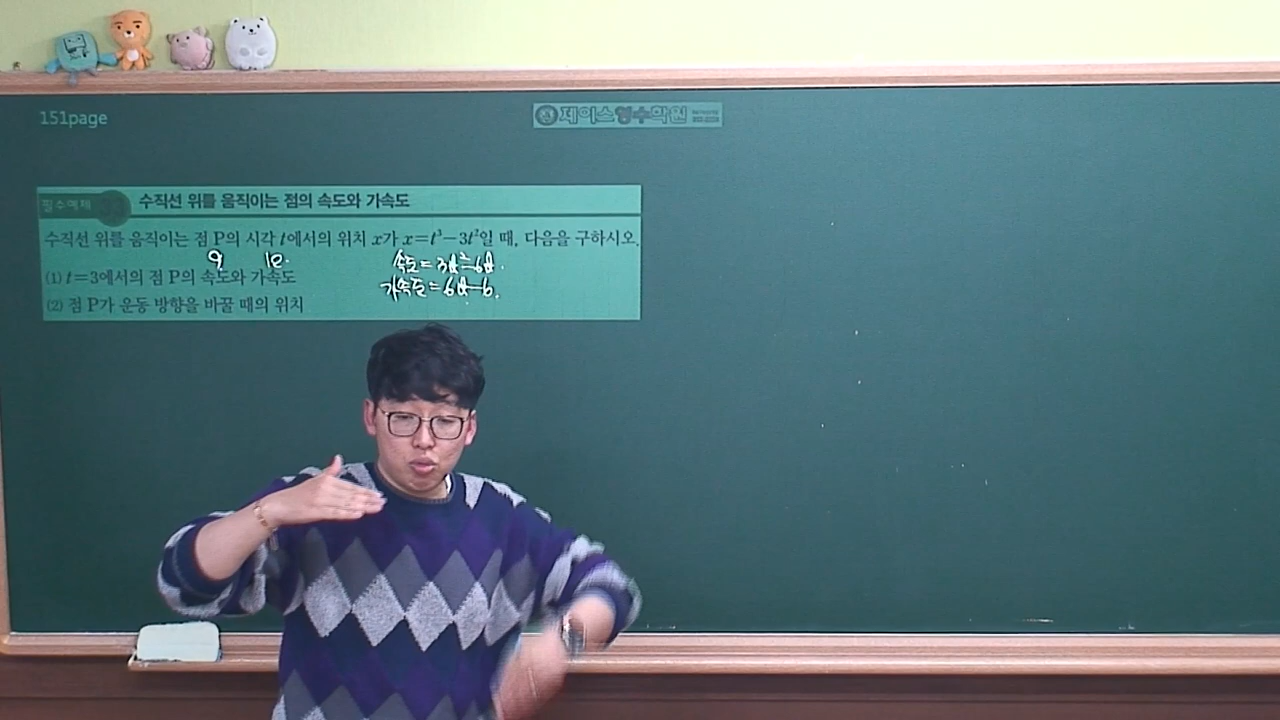 151page
제이스영수학원
필수예제
수직선 위를 움직이는 점의 속도와 가속도
수직선 위를 움직이는 점 P의 시각 t에서의 위치 x가 x=t³-3t²일 때, 다음을 구하시오.
9 12.
속도=3t²-6t.
(1) t=3에서의 점 P의 속도와 가속도
가속도=6t-6.
(2) 점 P가 운동 방향을 바꿀 때의 위치